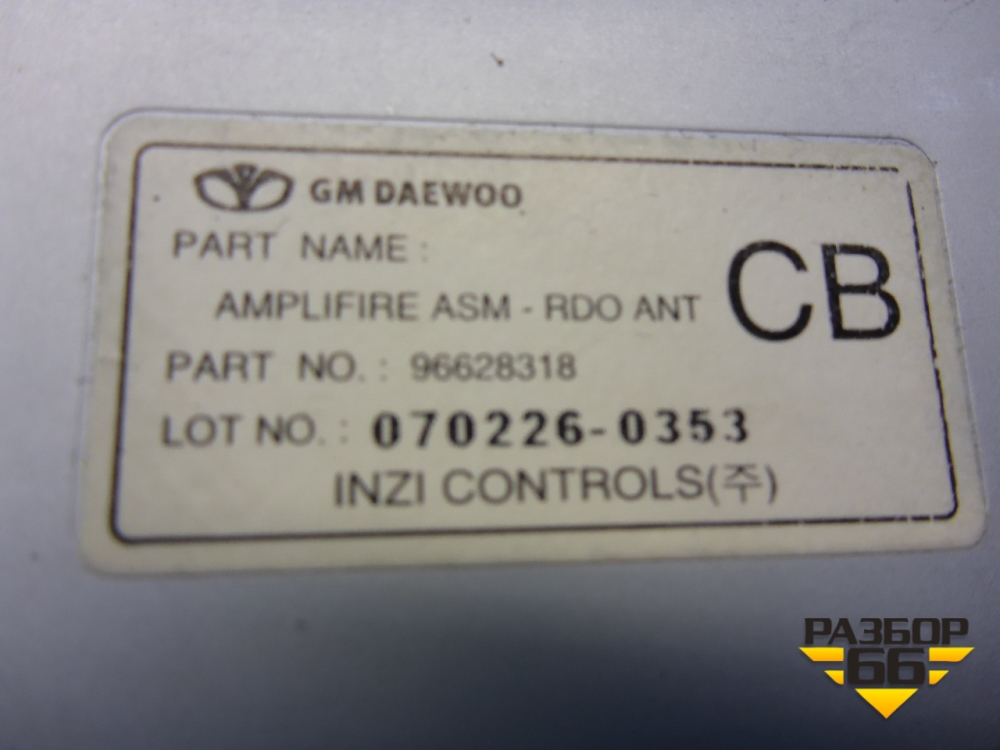 GM DAEWOO
PART NAME :
AMPLIFIRE ASM - RDO ANT
CB
PART NO. : 96628318
LOT NO. : 070226-0353
INZI CONTROLS(주)
РАЗБОР
66